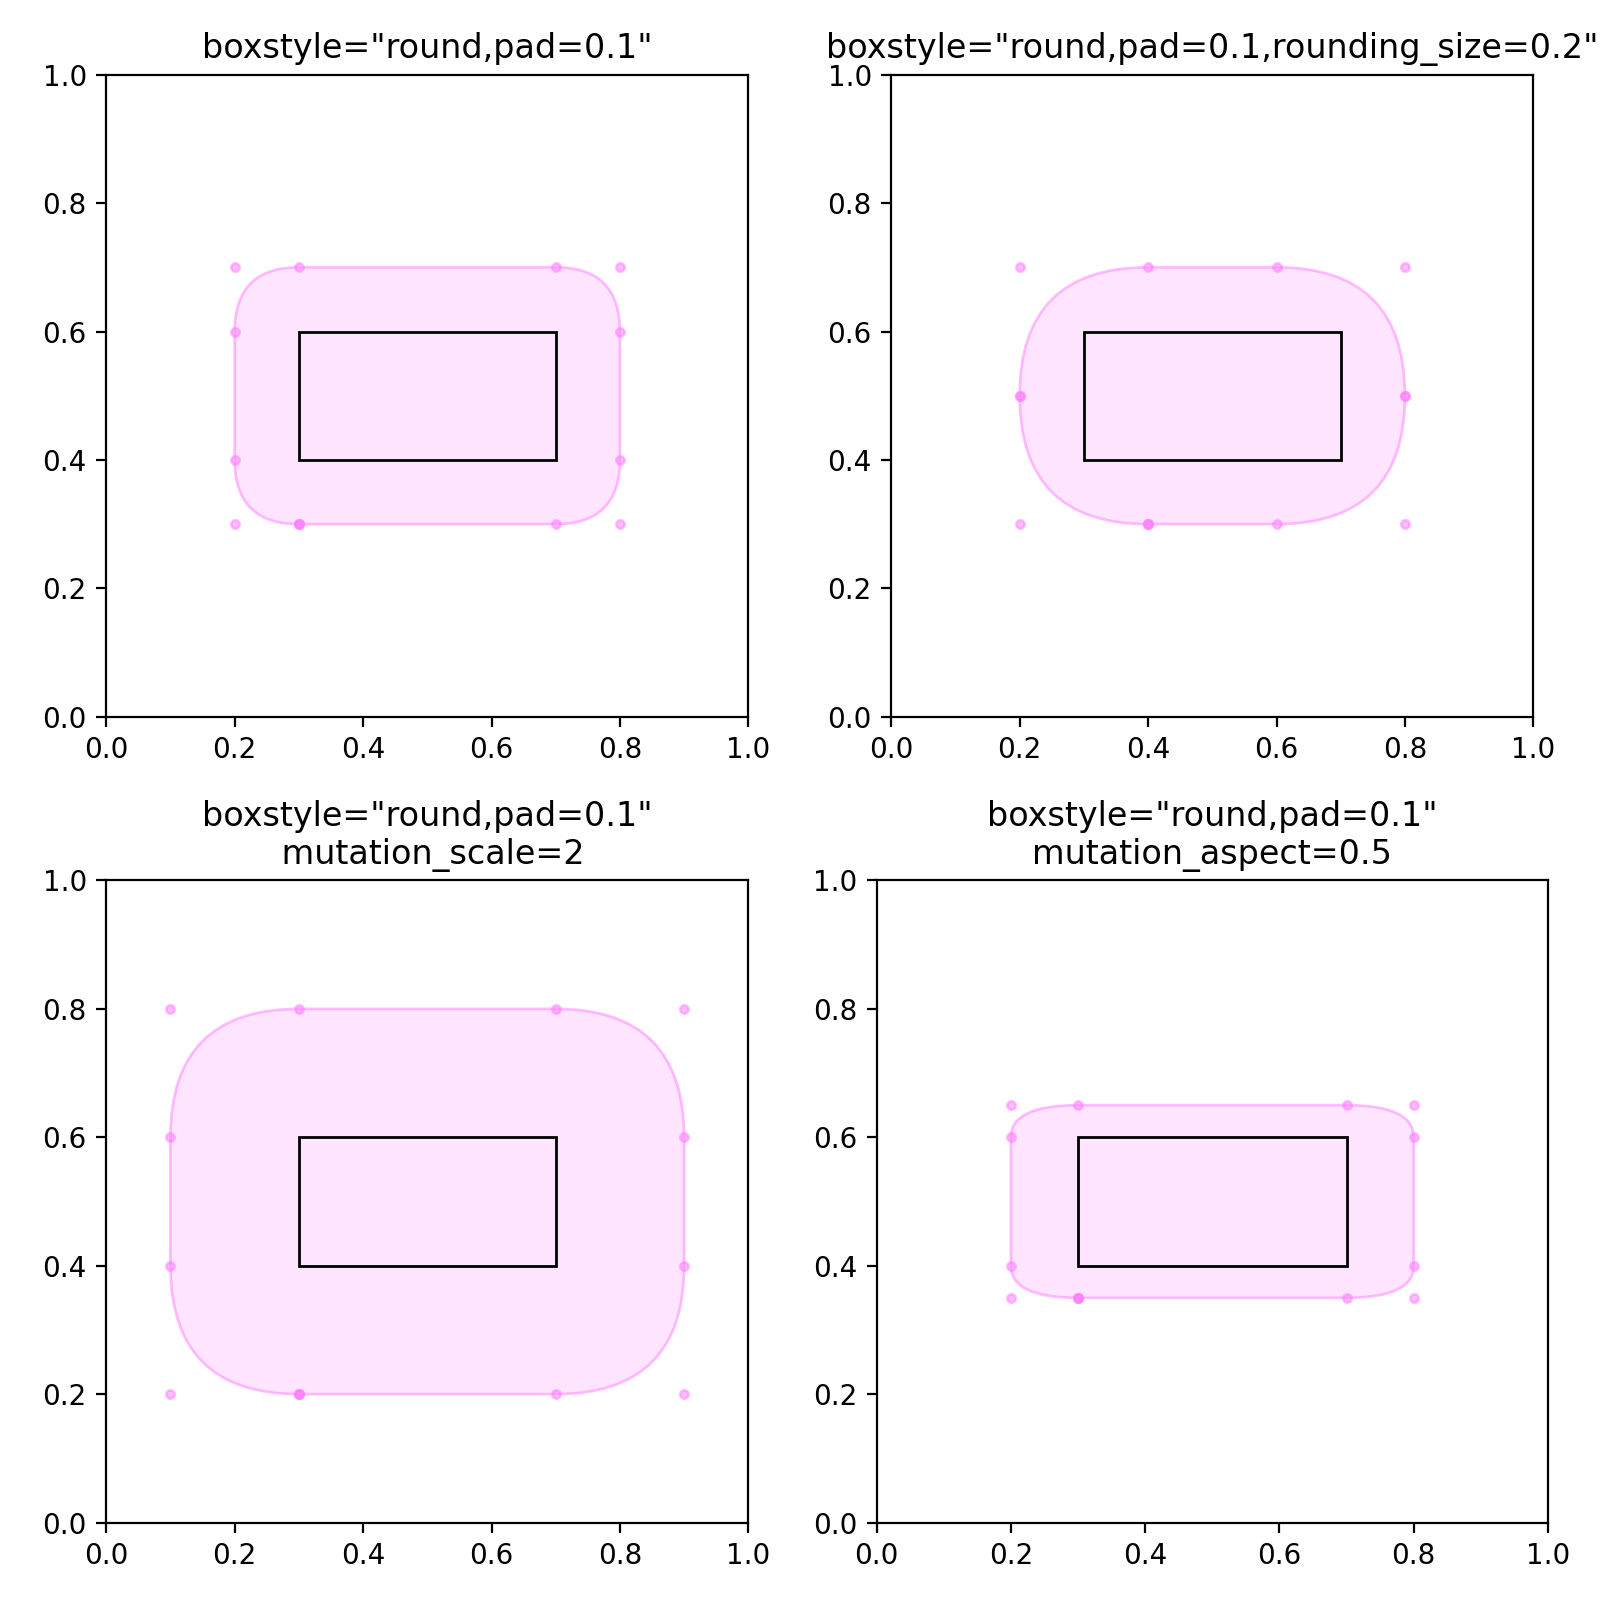 boxstyle="round,pad=0.1"
1.0
0.8
0.6
0.4
0.2
0.0
0.0 0.2 0.4 0.6 0.8 1.0
boxstyle="round,pad=0.1,rounding_size=0.2"
1.0
0.8
0.6
0.4
0.2
0.0
0.0 0.2 0.4 0.6 0.8 1.0
boxstyle="round,pad=0.1"
mutation_scale=2
1.0
0.8
0.6
0.4
0.2
0.0
0.0 0.2 0.4 0.6 0.8 1.0
boxstyle="round,pad=0.1"
mutation_aspect=0.5
1.0
0.8
0.6
0.4
0.2
0.0
0.0 0.2 0.4 0.6 0.8 1.0